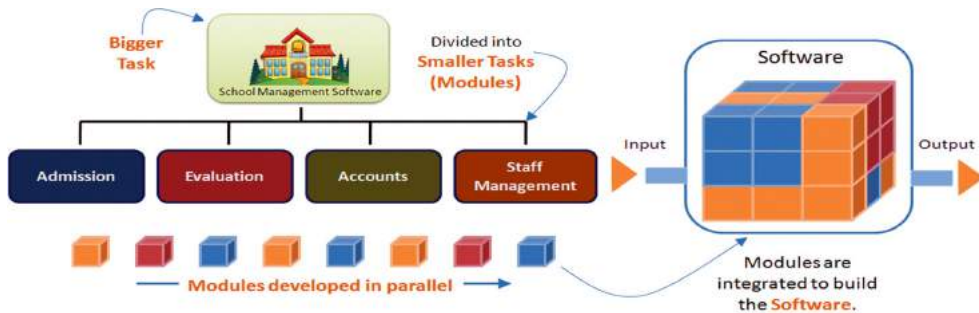 Bigger
Task
School Management Software
Divided into
Smaller Tasks
(Modules)
Admission
Evaluation
Accounts
Staff
Management
Modules developed in parallel
Input
Software
Output
Modules are
integrated to build
the Software.